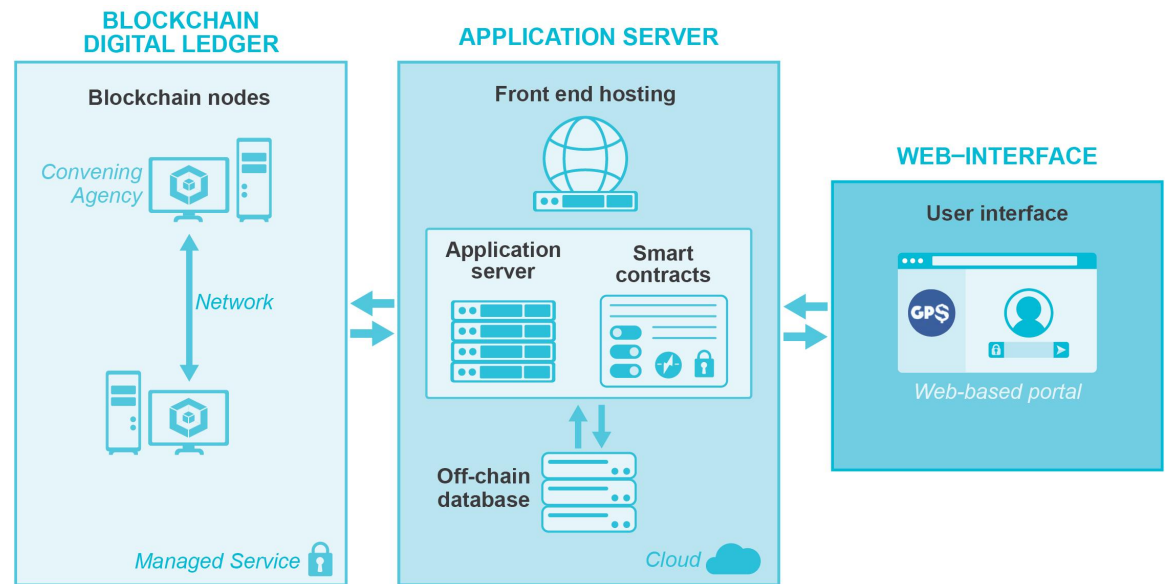 BLOCKCHAIN
DIGITAL LEDGER
Blockchain nodes
Convening
Agency
Network
Managed Service
APPLICATION SERVER
Front end hosting
Application
server
Smart
contracts
Off-chain
database
Cloud
WEB–INTERFACE
User interface
GPS
Web-based portal